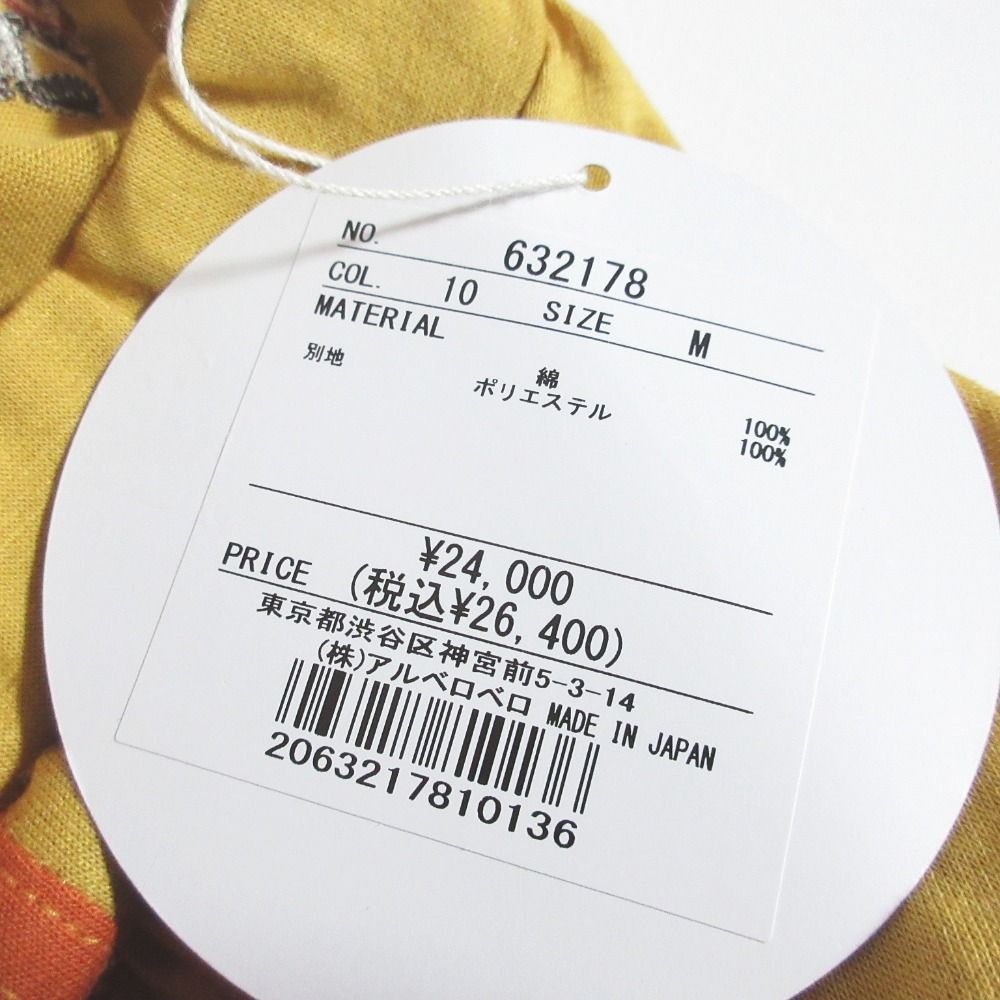 NO. 632178
COL. 10 SIZE M
MATERIAL
綿 100%
別地 ポリエステル 100%
¥24,000
PRICE (税込¥26,400)
東京都渋谷区神宮前5-3-14
(株)アルベロベロ MADE IN JAPAN
2063217810136